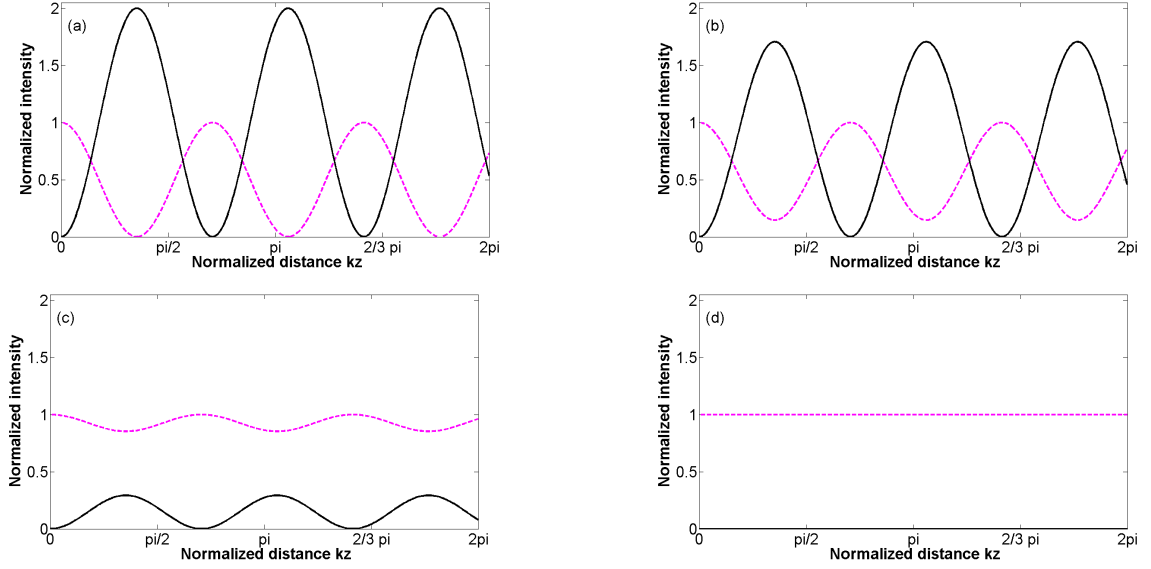 (a)
2
1.5
1
0.5
0
Normalized intensity
0 pi/2 pi 2/3 pi 2pi
Normalized distance kz
(b)
2
1.5
1
0.5
0
Normalized intensity
0 pi/2 pi 2/3 pi 2pi
Normalized distance kz
(c)
2
1.5
1
0.5
0
Normalized intensity
0 pi/2 pi 2/3 pi 2pi
Normalized distance kz
(d)
2
1.5
1
0.5
0
Normalized intensity
0 pi/2 pi 2/3 pi 2pi
Normalized distance kz